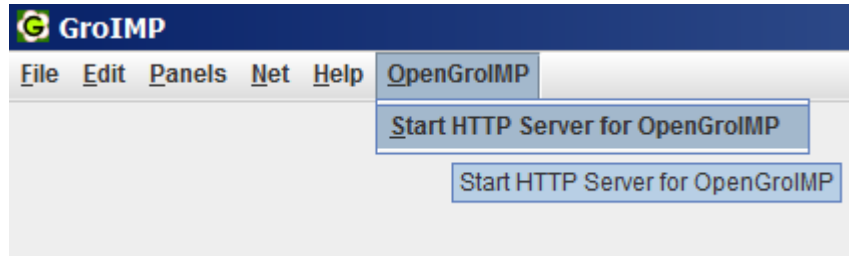 GroIMP
File Edit Panels Net Help OpenGroIMP
Start HTTP Server for OpenGroIMP
Start HTTP Server for OpenGroIMP